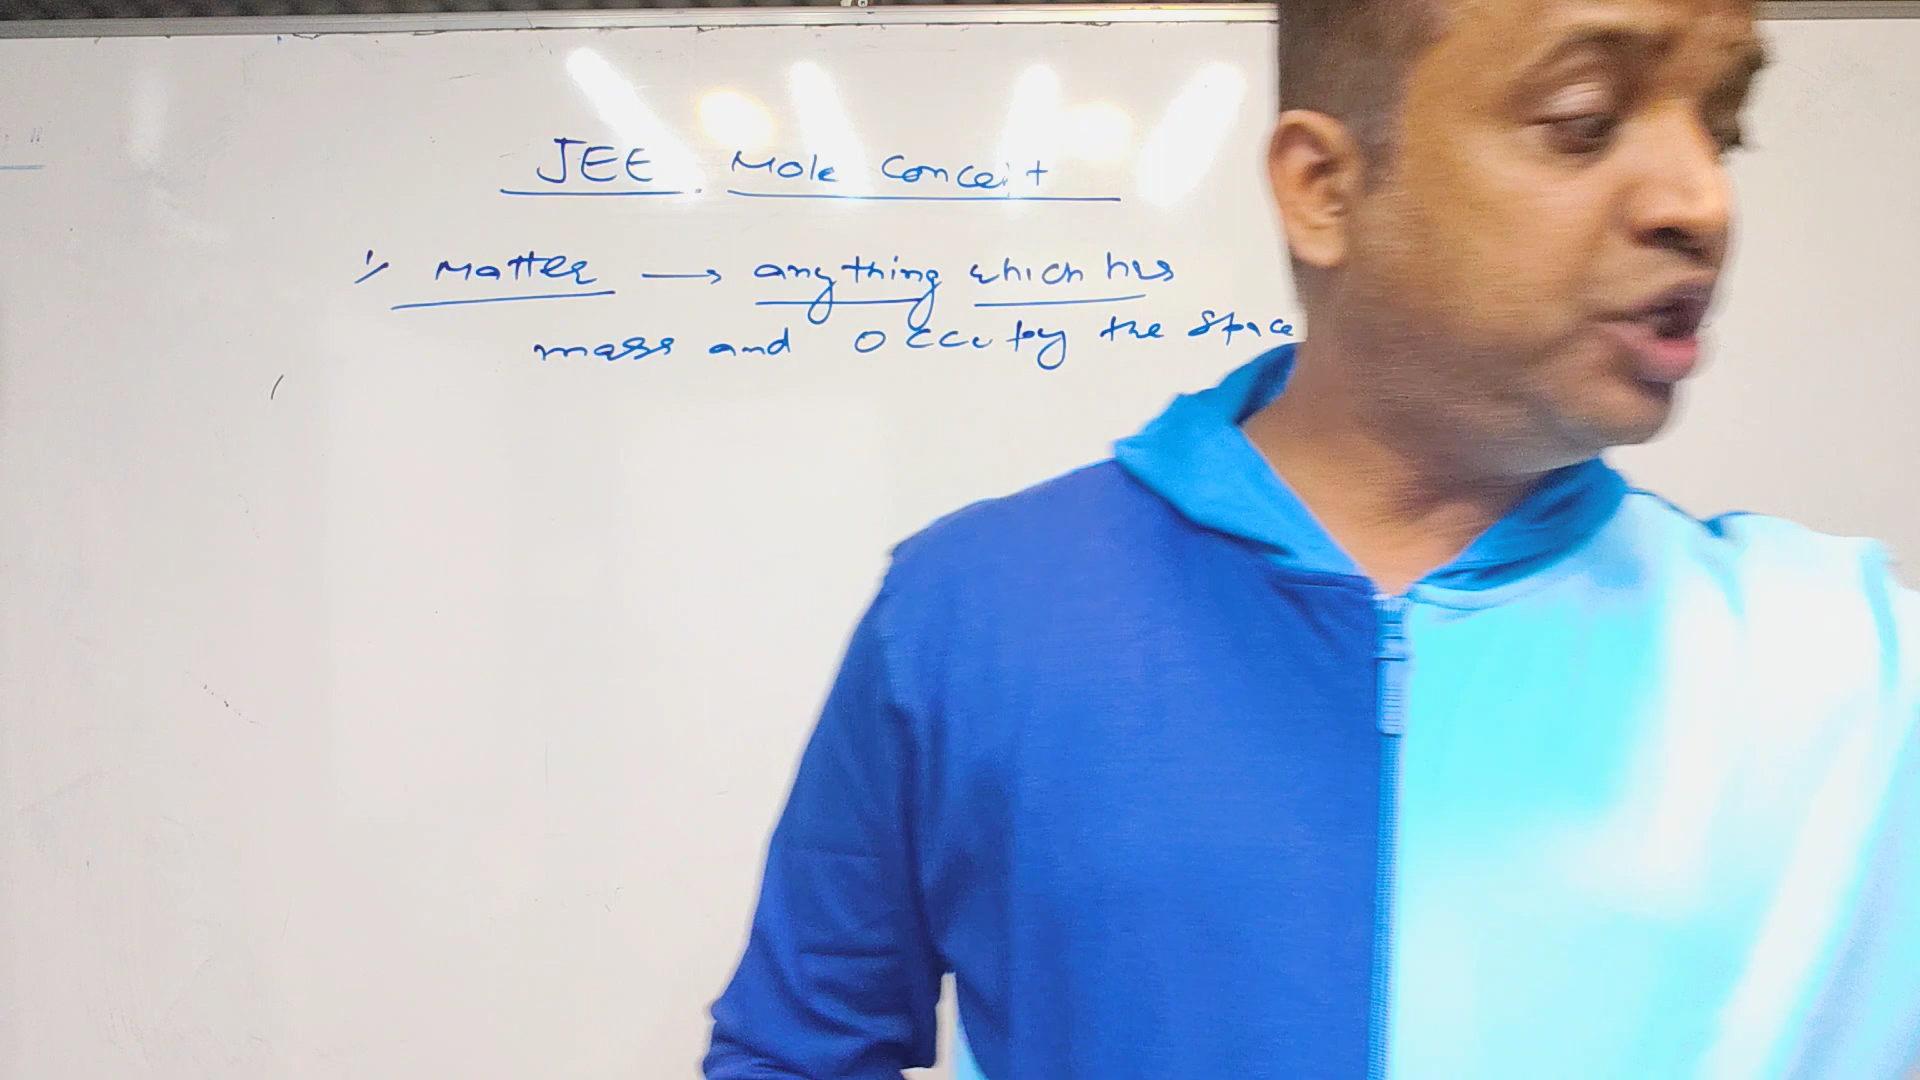 JEE Mole Concept
1) Matter → anything which has
mass and occupy the space